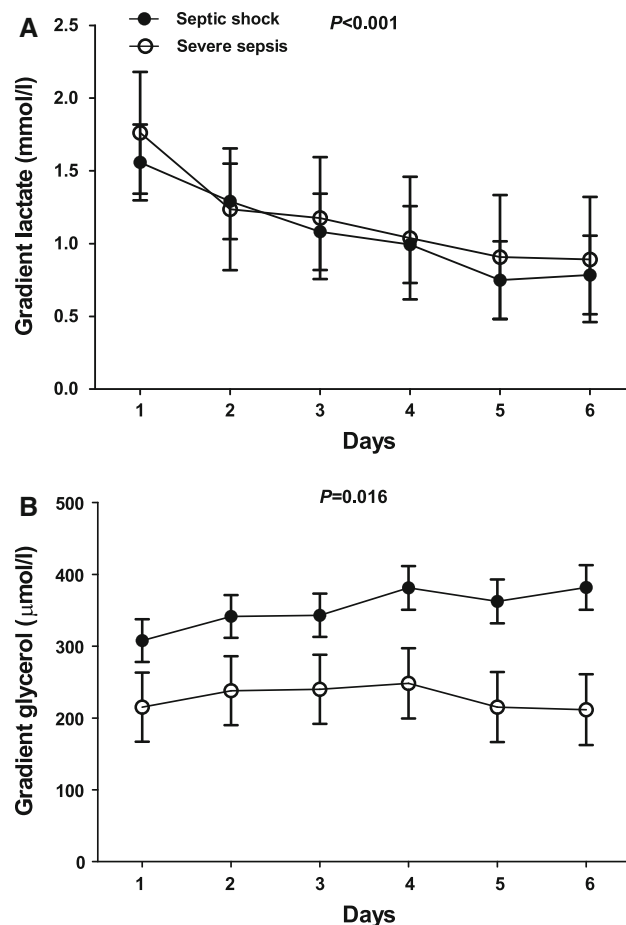 A
Septic shock
Severe sepsis
P<0.001
Gradient lactate (mmol/l)
2.5
2.0
1.5
1.0
0.5
0.0
1 2 3 4 5 6
Days
B
P=0.016
Gradient glycerol (μmol/l)
500
400
300
200
100
0
1 2 3 4 5 6
Days